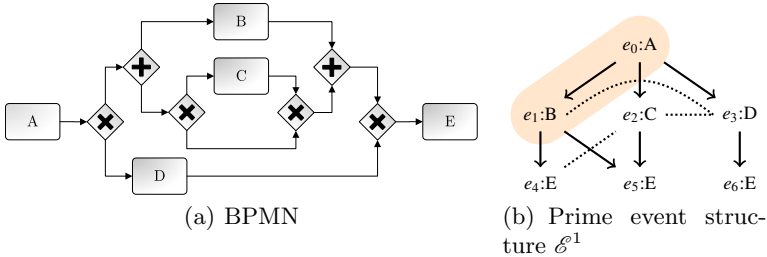 B
C
A
E
D
(a) BPMN
e₀:A
e₁:B
e₂:C
e₃:D
e₄:E
e₅:E
e₆:E
(b) Prime event struc-
ture ℰ¹